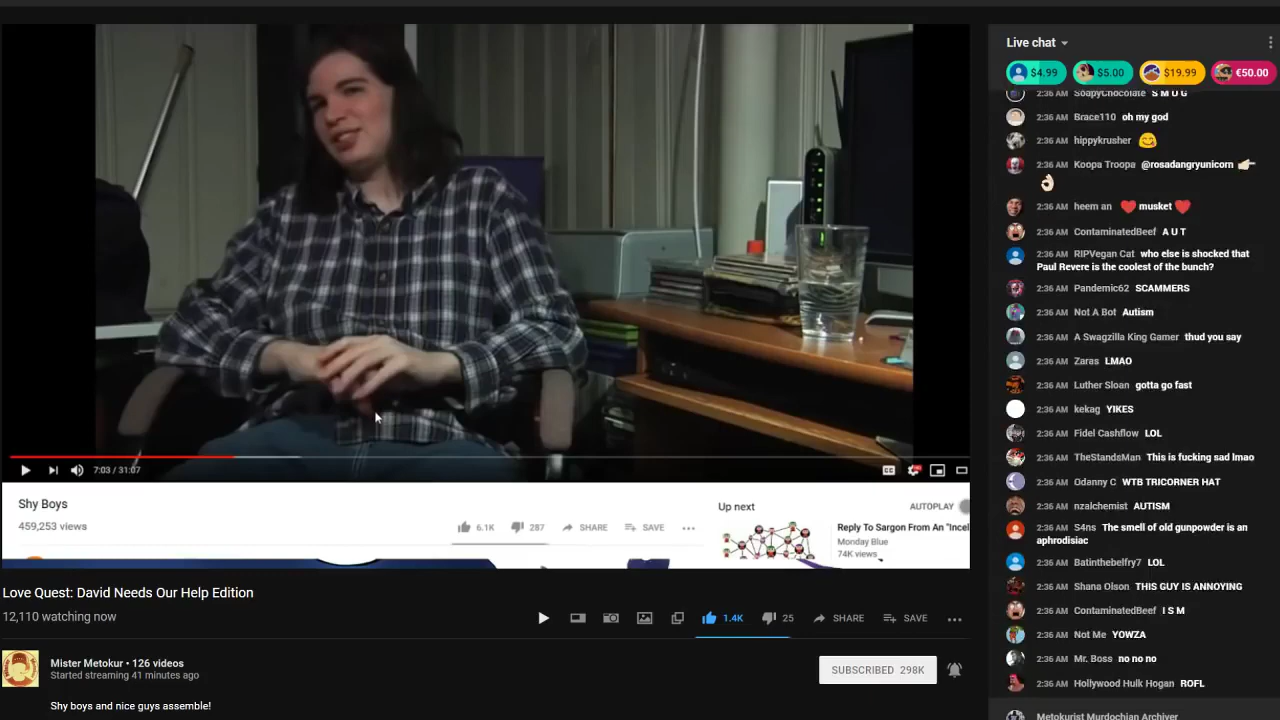 Live chat
$4.99 $5.00 $19.99 €50.00
2:36 AM SoapyChocolate S M U G
2:36 AM Brace110 oh my god
2:36 AM hippykrusher
2:36 AM Koopa Troopa @rosadangryunicorn
2:36 AM heem an musket
2:36 AM ContaminatedBeef A U T
2:36 AM RIPVegan Cat who else is shocked that
Paul Revere is the coolest of the bunch?
2:36 AM Pandemic62 SCAMMERS
2:36 AM Not A Bot Autism
2:36 AM A Swagzilla King Gamer thud you say
2:36 AM Zaras LMAO
2:36 AM Luther Sloan gotta go fast
2:36 AM kekag YIKES
2:36 AM Fidel Cashflow LOL
2:36 AM TheStandsMan This is fucking sad lmao
2:36 AM Odanny C WTB TRICORNER HAT
2:36 AM nzalchemist AUTISM
2:36 AM S4ns The smell of old gunpowder is an
aphrodisiac
2:36 AM Batinthebelfry7 LOL
2:36 AM Shana Olson THIS GUY IS ANNOYING
2:36 AM ContaminatedBeef I S M
2:36 AM Not Me YOWZA
2:36 AM Mr. Boss no no no
2:36 AM Hollywood Hulk Hogan ROFL
Metokurist Murdochian Archiver
7:03 / 31:07
CC HD
Shy Boys
459,253 views
6.1K 287 SHARE SAVE
Up next AUTOPLAY
Reply To Sargon From An "Incel
Monday Blue
74K views
Love Quest: David Needs Our Help Edition
12,110 watching now
1.4K 25 SHARE SAVE
Mister Metokur • 126 videos
Started streaming 41 minutes ago
SUBSCRIBED 298K
Shy boys and nice guys assemble!